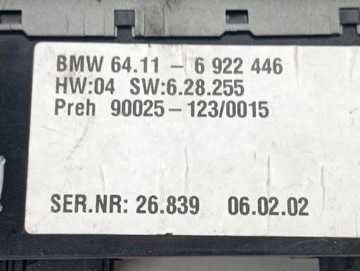 BMW 64.11 – 6 922 446
HW:04 SW:6.28.255
Preh 90025–123/0015
SER.NR: 26.839 06.02.02